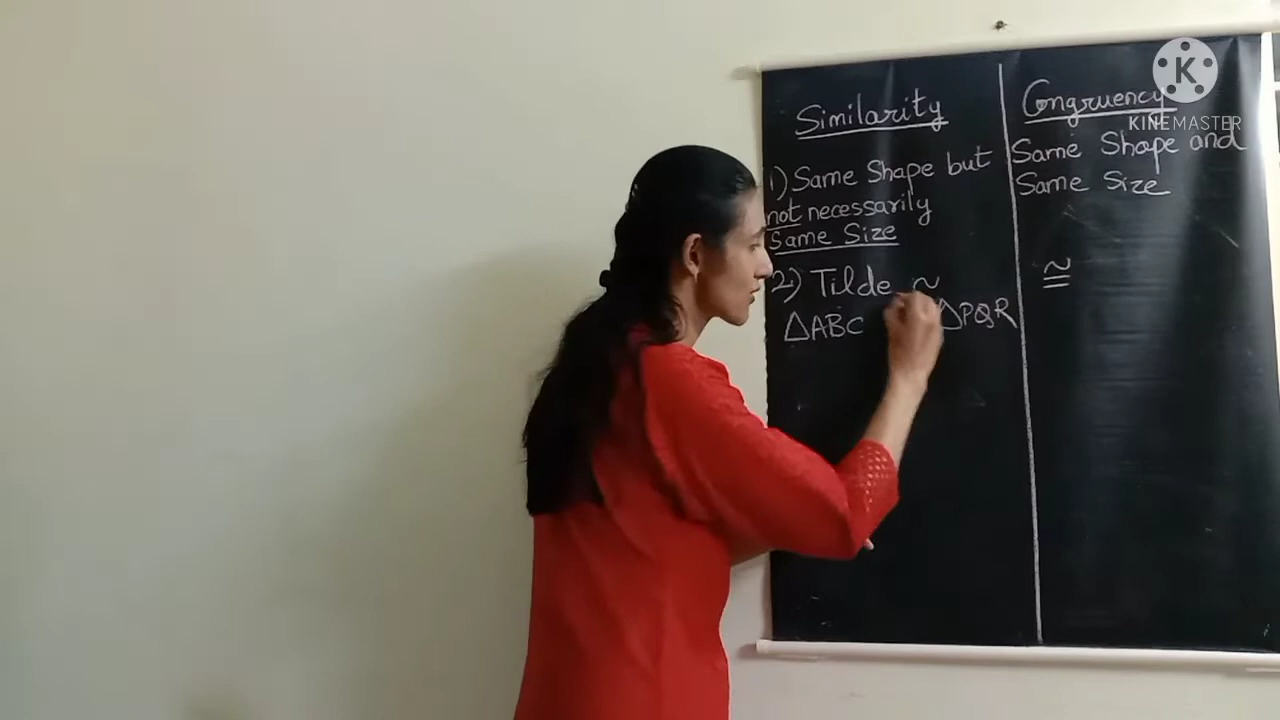 Similarity
1) Same Shape but
not necessarily
Same Size
2) Tilde ~
△ABC △PQR
Congruency
Same Shape and
Same Size
≅
K
KINEMASTER